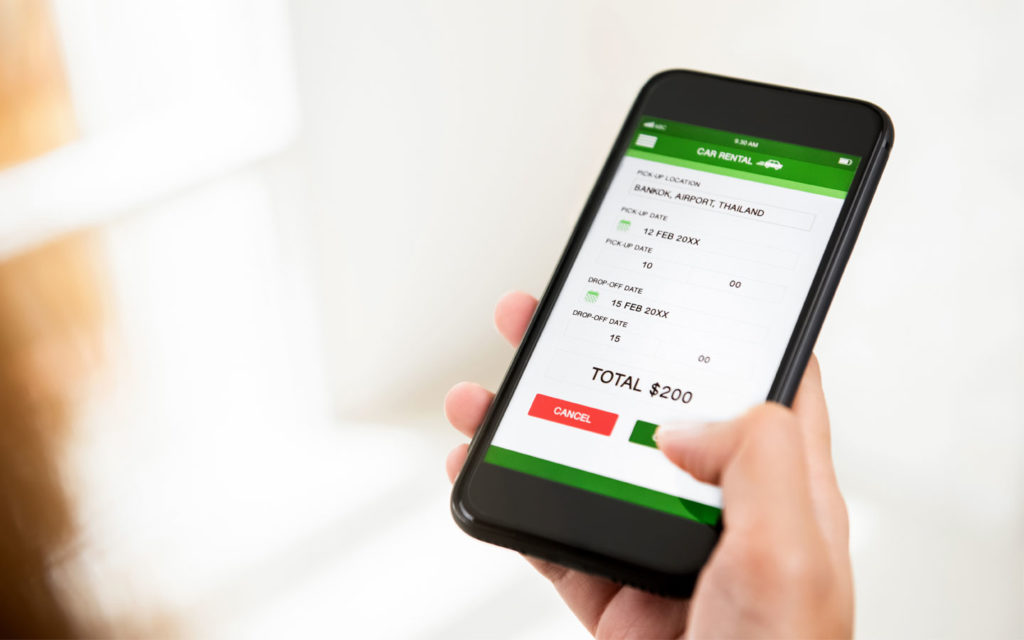 ABC 9.30 AM
CAR RENTAL
PICK-UP LOCATION
BANKOK, AIRPORT, THAILAND
PICK-UP DATE
12 FEB 20XX
PICK-UP DATE
10 00
DROP-OFF DATE
15 FEB 20XX
DROP-OFF DATE
15 00
TOTAL $200
CANCEL